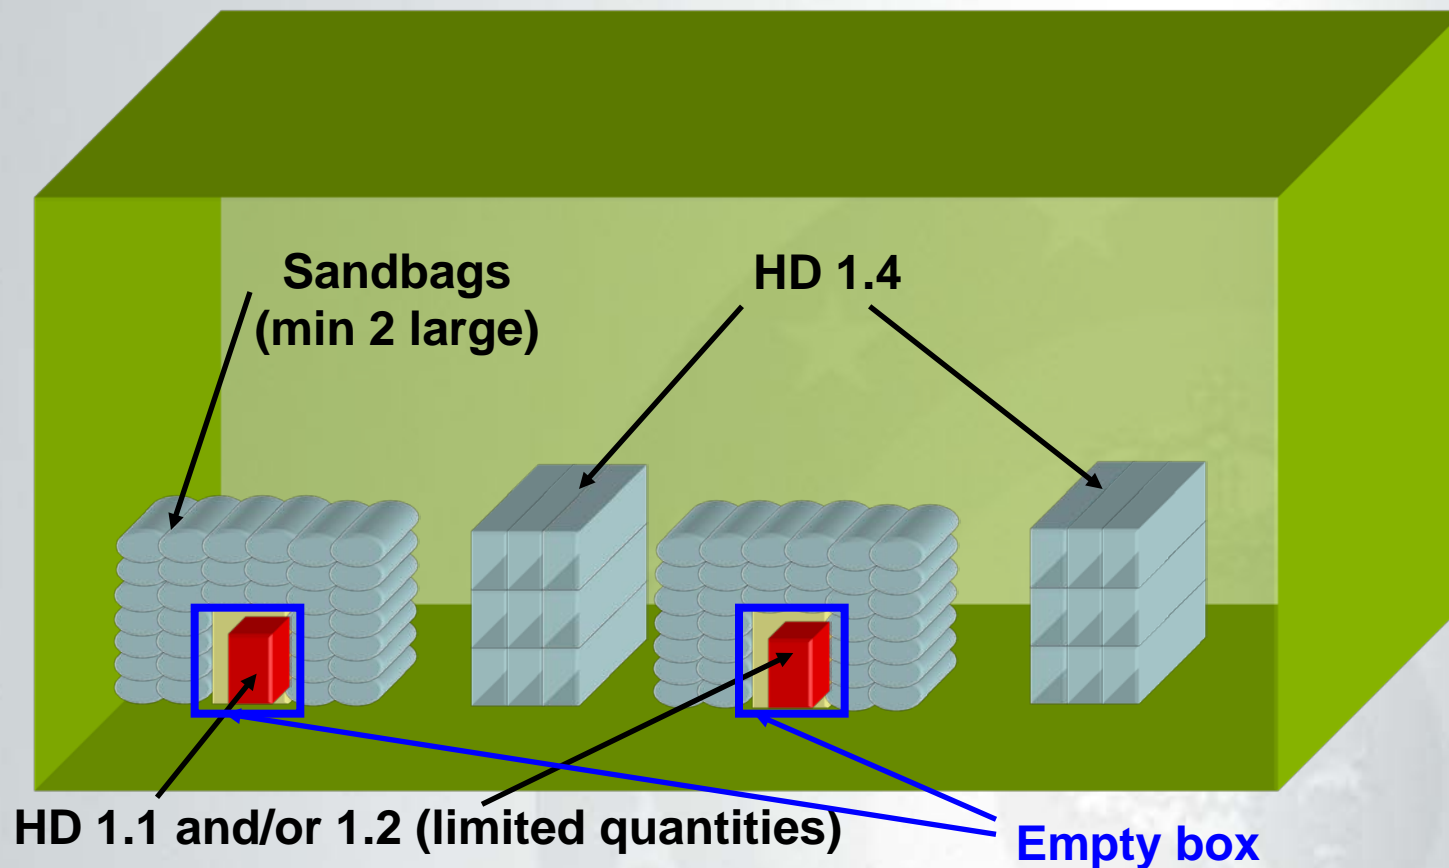 Sandbags
(min 2 large)
HD 1.4
HD 1.1 and/or 1.2 (limited quantities)
Empty box